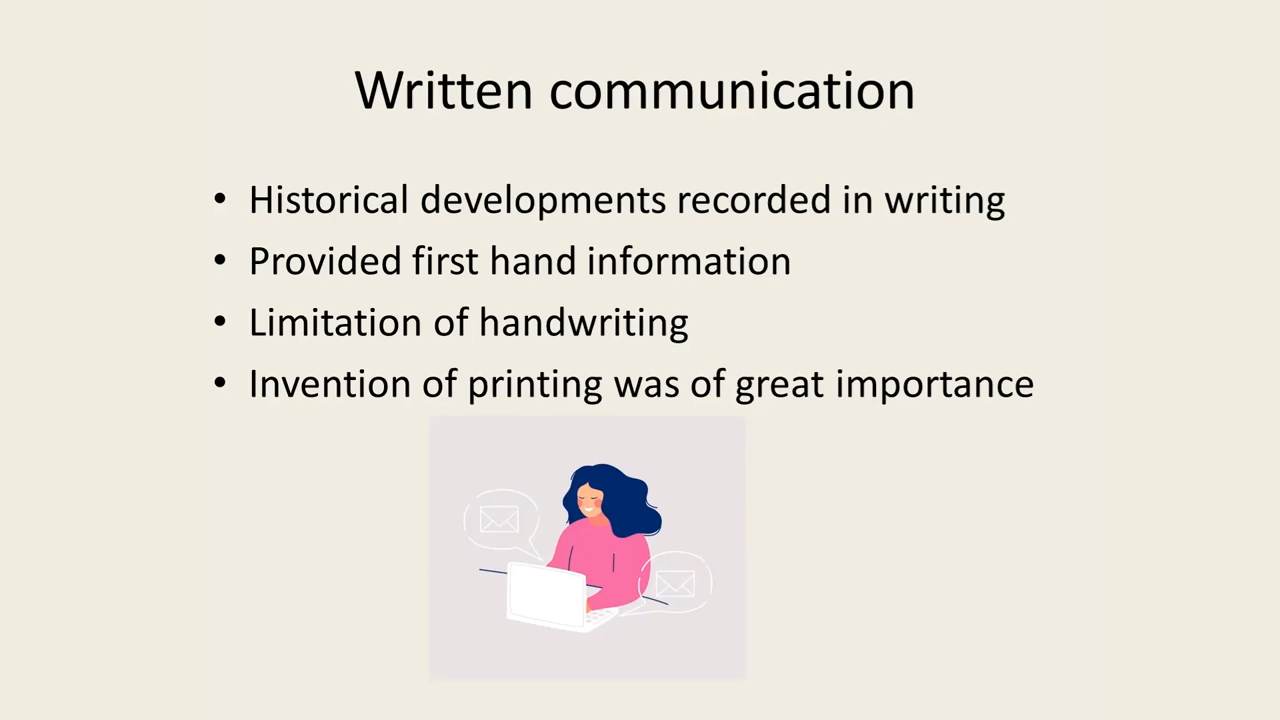 Written communication
• Historical developments recorded in writing
• Provided first hand information
• Limitation of handwriting
• Invention of printing was of great importance